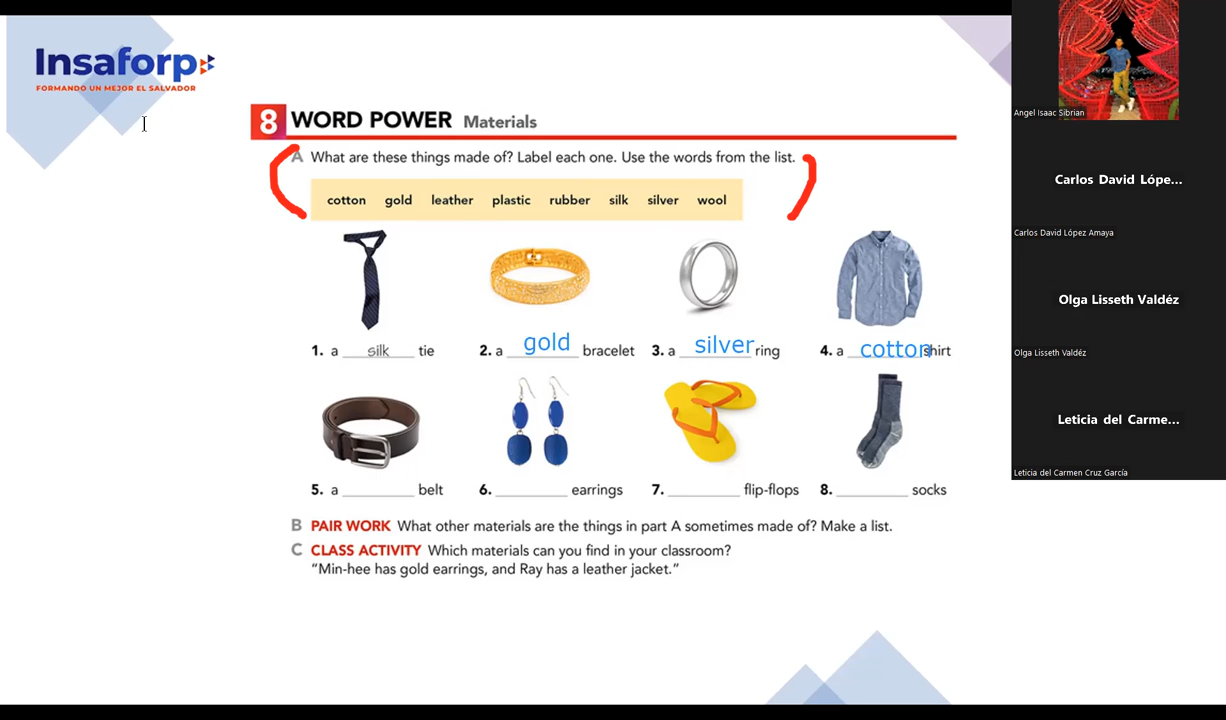 Insaforp
FORMANDO UN MEJOR EL SALVADOR
8 WORD POWER Materials
A What are these things made of? Label each one. Use the words from the list.
cotton gold leather plastic rubber silk silver wool
1. a silk tie
2. a gold bracelet
3. a silver ring
4. a cotton shirt
5. a ________ belt
6. ________ earrings
7. ________ flip-flops
8. ________ socks
B PAIR WORK What other materials are the things in part A sometimes made of? Make a list.
C CLASS ACTIVITY Which materials can you find in your classroom?
“Min-hee has gold earrings, and Ray has a leather jacket.”
Angel Isaac Sibrian
Carlos David Lópe...
Carlos David López Amaya
Olga Lisseth Valdéz
Olga Lisseth Valdéz
Leticia del Carme...
Leticia del Carmen Cruz García